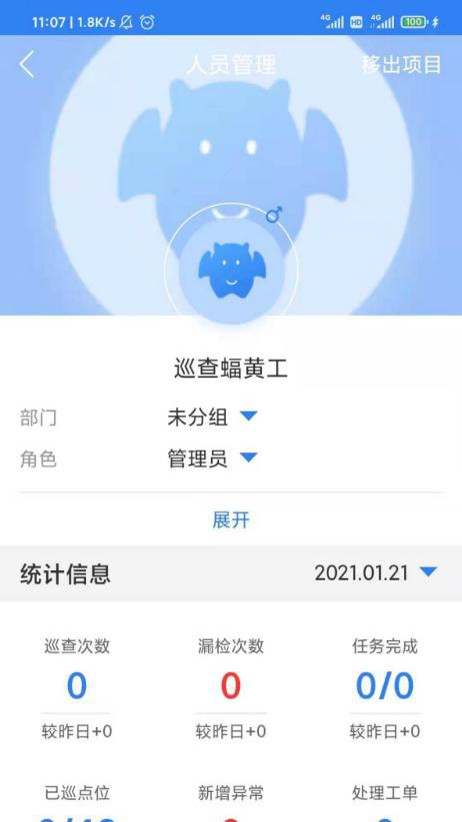 11:07 | 1.8K/s 4G HD 4G 100
人员管理 移出项目
巡查蝠黄工
部门 未分组
角色 管理员
展开
统计信息 2021.01.21
巡查次数 漏检次数 任务完成
0 0 0/0
较昨日+0 较昨日+0 较昨日+0
已巡点位 新增异常 处理工单